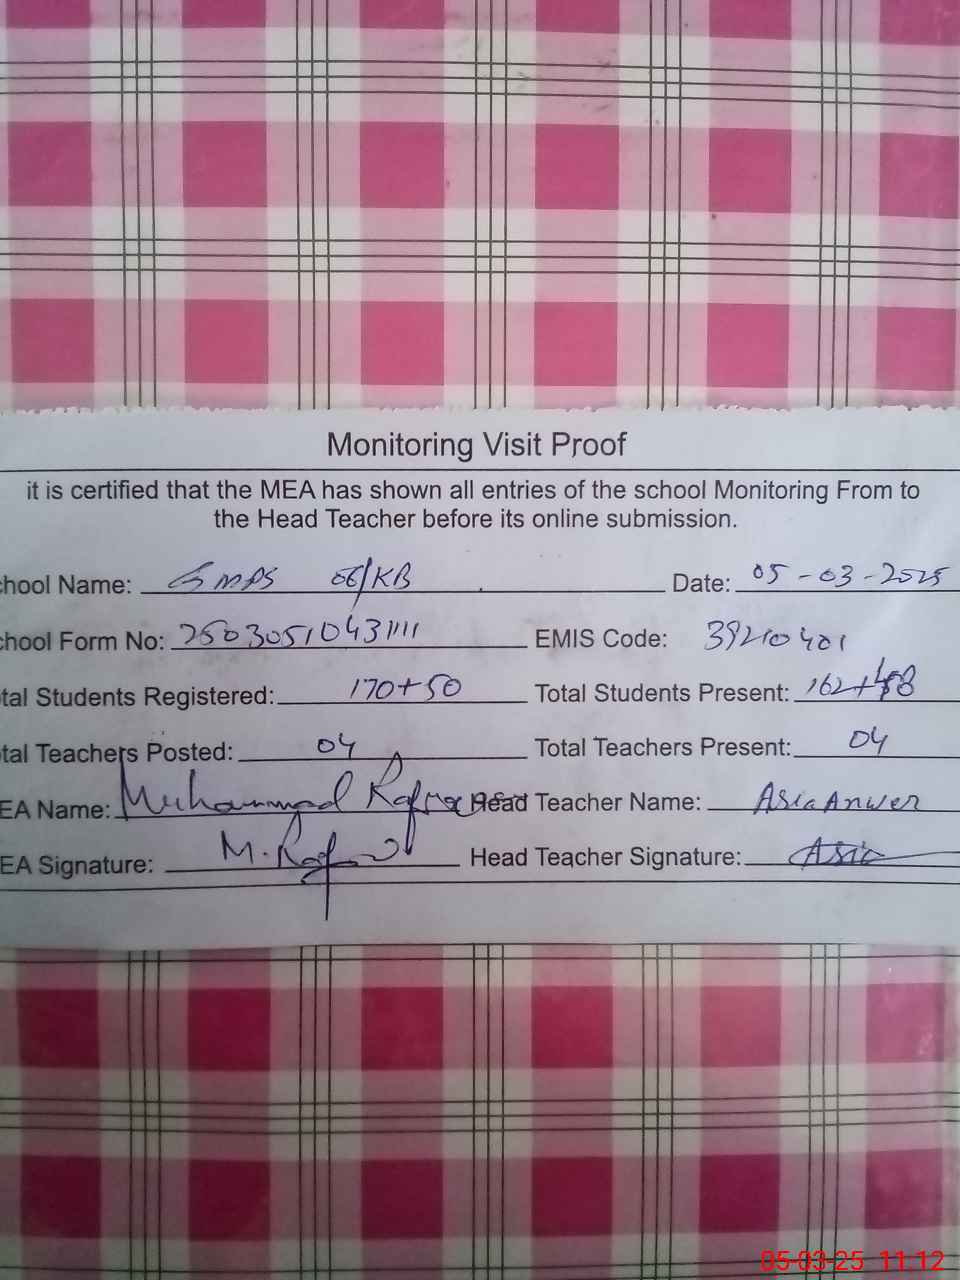 Monitoring Visit Proof
it is certified that the MEA has shown all entries of the school Monitoring From to
the Head Teacher before its online submission.
chool Name: GMPS 06/KB Date: 05-03-2025
chool Form No: 25030510431111 EMIS Code: 39210401
tal Students Registered: 170+50 Total Students Present: 162+48
tal Teachers Posted: 04 Total Teachers Present: 04
EA Name: Muhammad Head Teacher Name: Asia Anwer
EA Signature: M. Head Teacher Signature: Asia
05-03-25 11:12